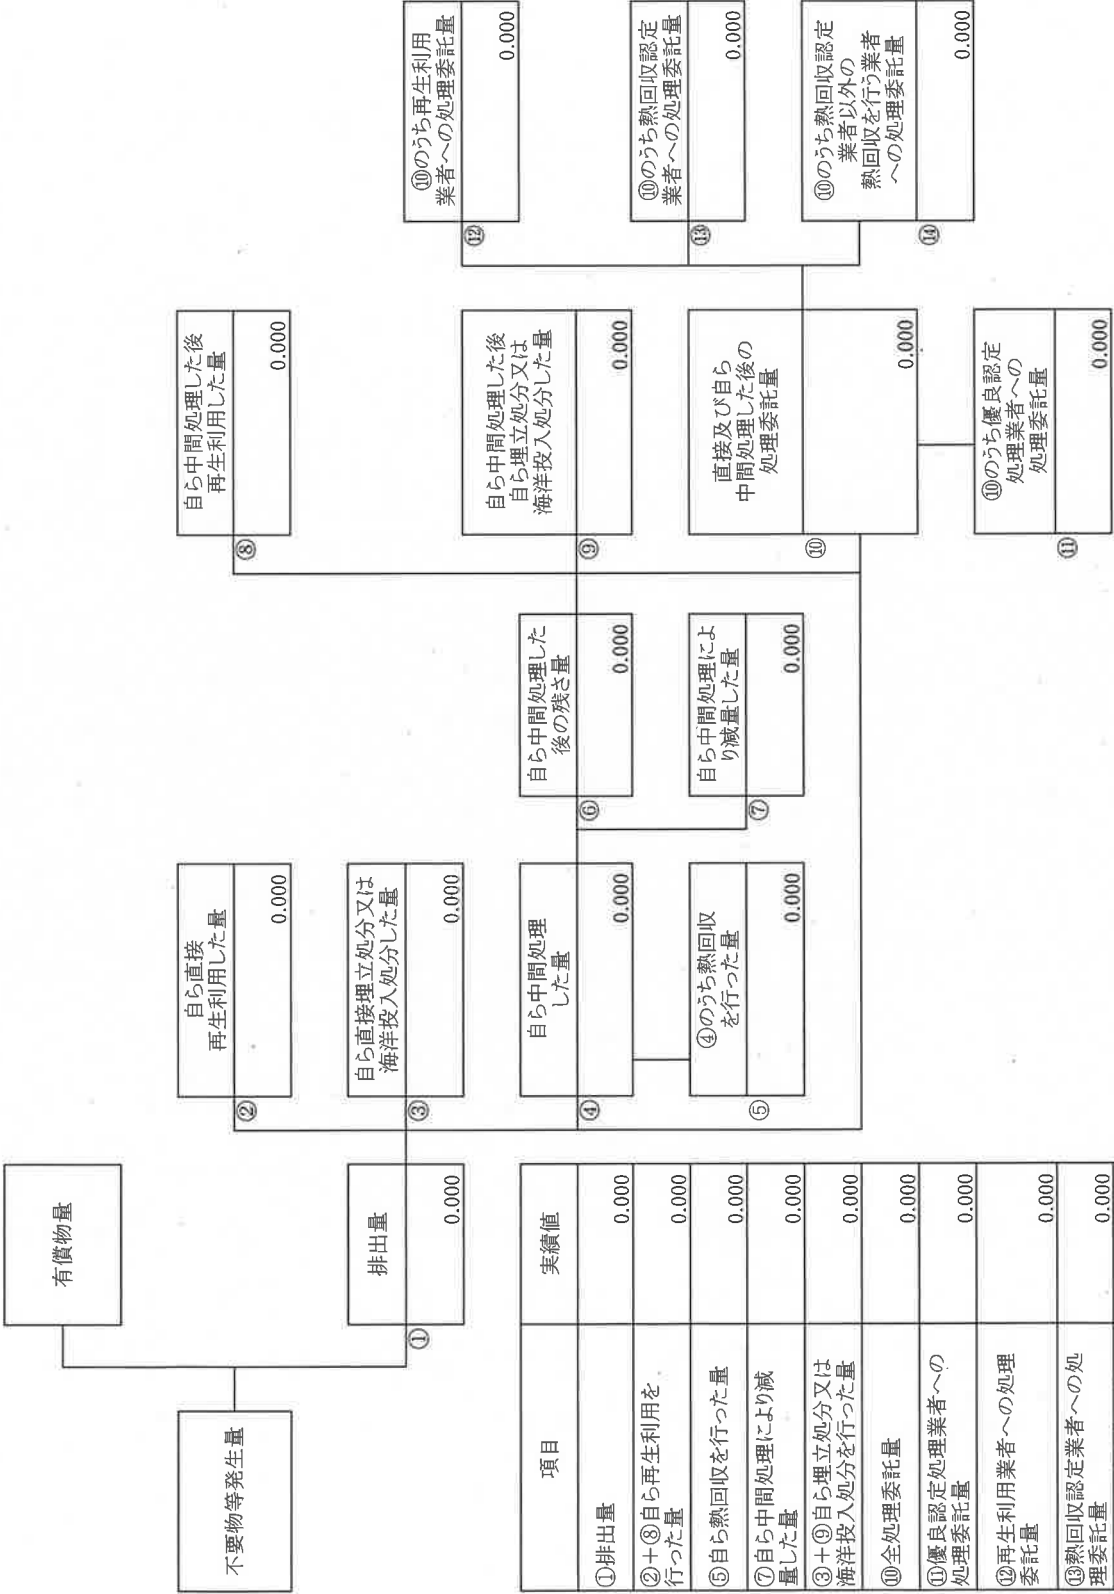 不要物等発生量
有償物量
排出量
①
0.000
自ら直接
再生利用した量
②
0.000
自ら直接埋立処分又は
海洋投入処分した量
③
0.000
自ら中間処理
した量
④
0.000
④のうち熱回収
を行った量
⑤
0.000
自ら中間処理した
後の残さ量
⑥
0.000
自ら中間処理によ
り減量した量
⑦
0.000
自ら中間処理した後
再生利用した量
⑧
0.000
自ら中間処理した後
自ら埋立処分又は
海洋投入処分した量
⑨
0.000
直接及び自ら
中間処理した後の
処理委託量
⑩
0.000
⑩のうち優良認定
処理業者への
処理委託量
⑪
0.000
⑩のうち再生利用
業者への処理委託量
⑫
0.000
⑩のうち熱回収認定
業者への処理委託量
⑬
0.000
⑩のうち熱回収認定
業者以外の
熱回収を行う業者
への処理委託量
⑭
0.000
項目
実績値
①排出量
0.000
②+⑧自ら再生利用を
行った量
0.000
⑤自ら熱回収を行った量
0.000
⑦自ら中間処理により減
量した量
0.000
③+⑨自ら埋立処分又は
海洋投入処分を行った量
0.000
⑩全処理委託量
0.000
⑪優良認定処理業者への
処理委託量
0.000
⑫再生利用業者への処理
委託量
0.000
⑬熱回収認定業者への処
理委託量
0.000